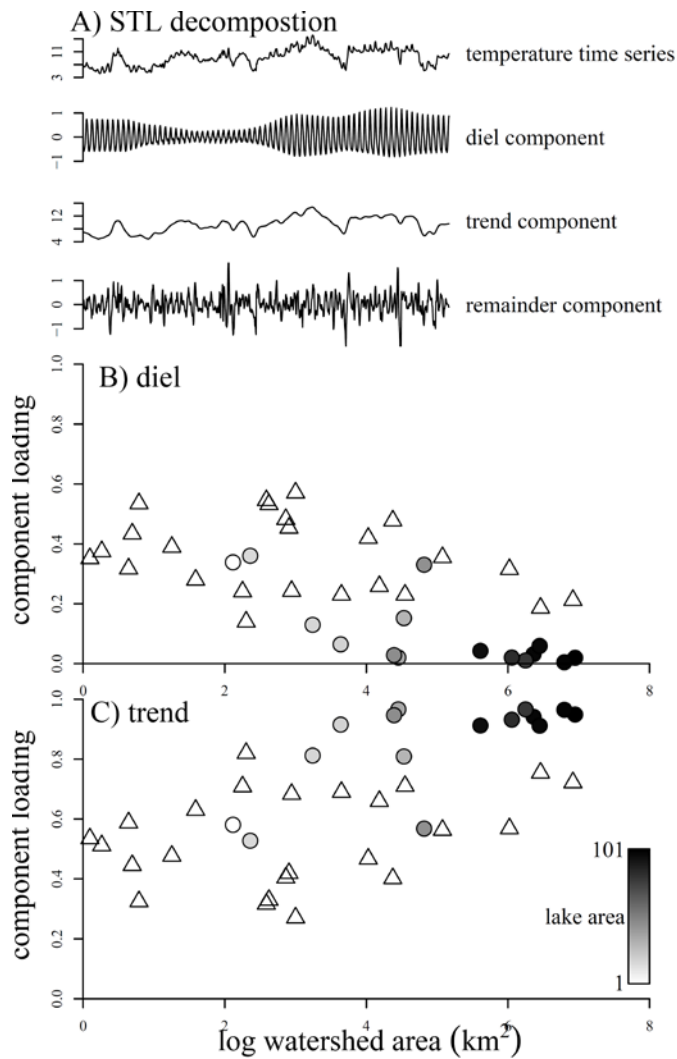 A) STL decompostion
3 11
temperature time series
-1 0 1
diel component
4 12
trend component
-1 0 1
remainder component
B) diel
component loading
0.0 0.2 0.4 0.6 0.8 1.0
0 2 4 6 8
C) trend
component loading
0.0 0.2 0.4 0.6 0.8 1.0
101
lake area
1
0 2 4 6 8
log watershed area (km²)